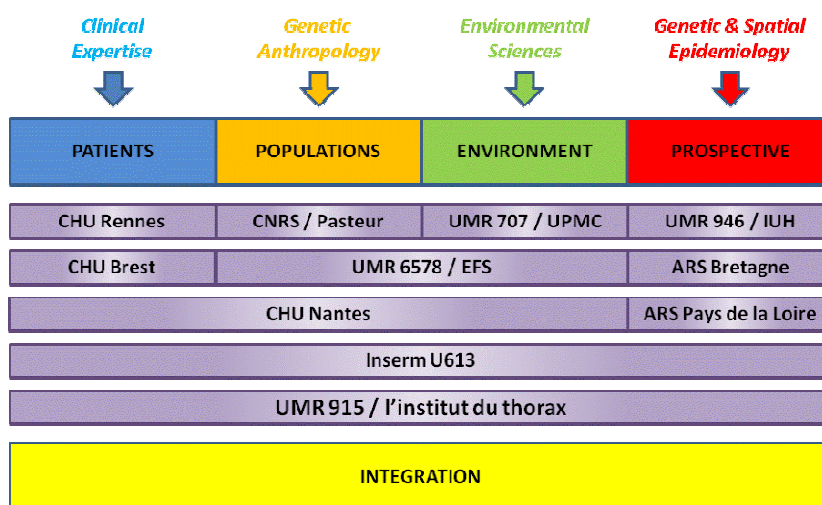 Clinical Expertise
Genetic Anthropology
Environmental Sciences
Genetic & Spatial Epidemiology
PATIENTS
POPULATIONS
ENVIRONMENT
PROSPECTIVE
CHU Rennes
CNRS / Pasteur
UMR 707 / UPMC
UMR 946 / IUH
CHU Brest
UMR 6578 / EFS
ARS Bretagne
CHU Nantes
ARS Pays de la Loire
Inserm U613
UMR 915 / l'institut du thorax
INTEGRATION